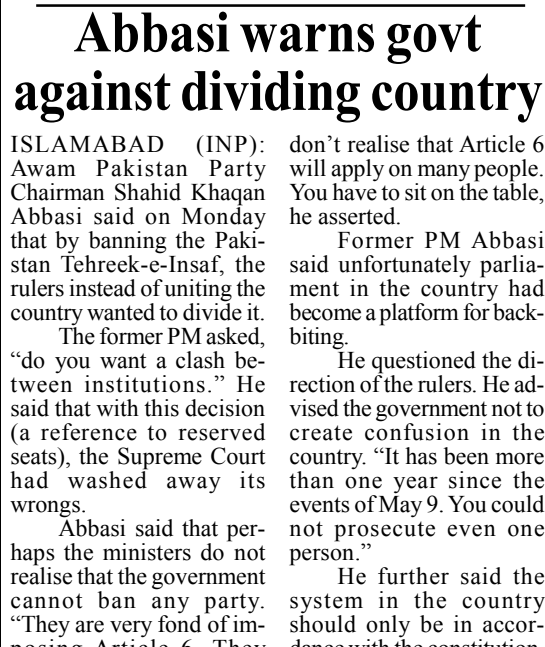 Abbasi warns govt
against dividing country
ISLAMABAD (INP):
Awam Pakistan Party
Chairman Shahid Khaqan
Abbasi said on Monday
that by banning the Paki-
stan Tehreek-e-Insaf, the
rulers instead of uniting the
country wanted to divide it.
The former PM asked,
“do you want a clash be-
tween institutions.” He
said that with this decision
(a reference to reserved
seats), the Supreme Court
had washed away its
wrongs.
Abbasi said that per-
haps the ministers do not
realise that the government
cannot ban any party.
“They are very fond of im-
posing Article 6. They
don’t realise that Article 6
will apply on many people.
You have to sit on the table,
he asserted.
Former PM Abbasi
said unfortunately parlia-
ment in the country had
become a platform for back-
biting.
He questioned the di-
rection of the rulers. He ad-
vised the government not to
create confusion in the
country. “It has been more
than one year since the
events of May 9. You could
not prosecute even one
person.”
He further said the
system in the country
should only be in accor-
dance with the constitution.